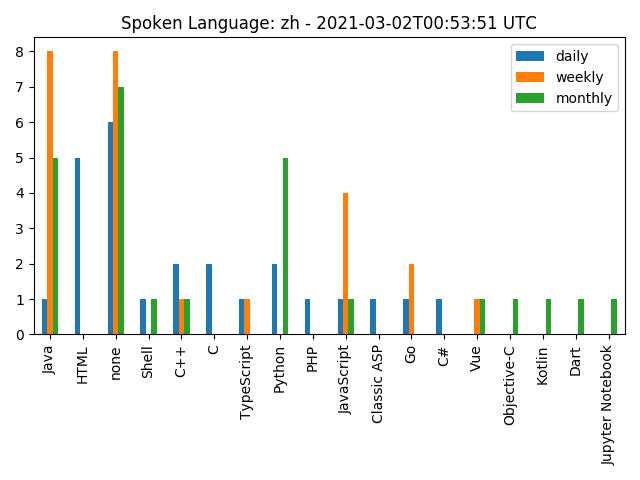 Spoken Language: zh - 2021-03-02T00:53:51 UTC
daily
weekly
monthly
8
7
6
5
4
3
2
1
0
Java
HTML
none
Shell
C++
C
TypeScript
Python
PHP
JavaScript
Classic ASP
Go
C#
Vue
Objective-C
Kotlin
Dart
Jupyter Notebook